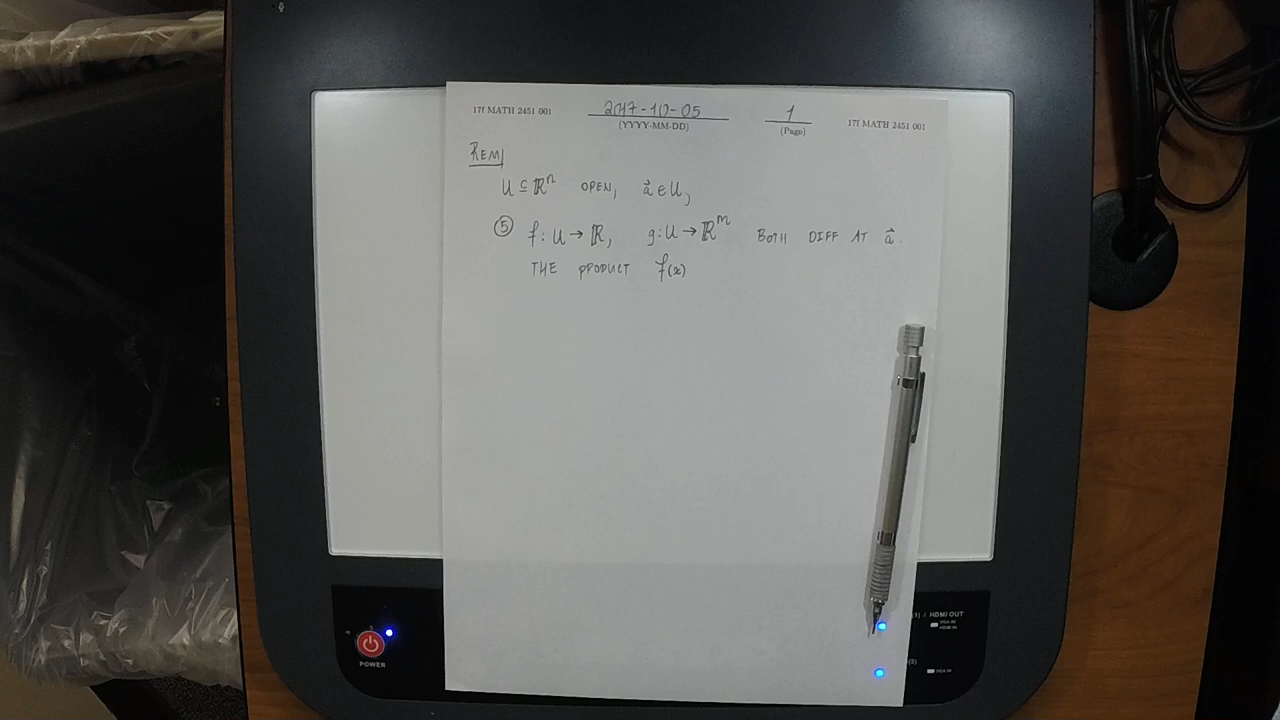 17F MATH 2451 001
2017-10-05
(YYYY-MM-DD)
1
(Page)
17F MATH 2451 001
REM
U ⊆ ℝⁿ OPEN, a⃗ ∈ U,
⑤ f: U → ℝ, g: U → ℝᵐ BOTH DIFF AT a⃗.
THE PRODUCT f(x)
POWER
/ HDMI OUT